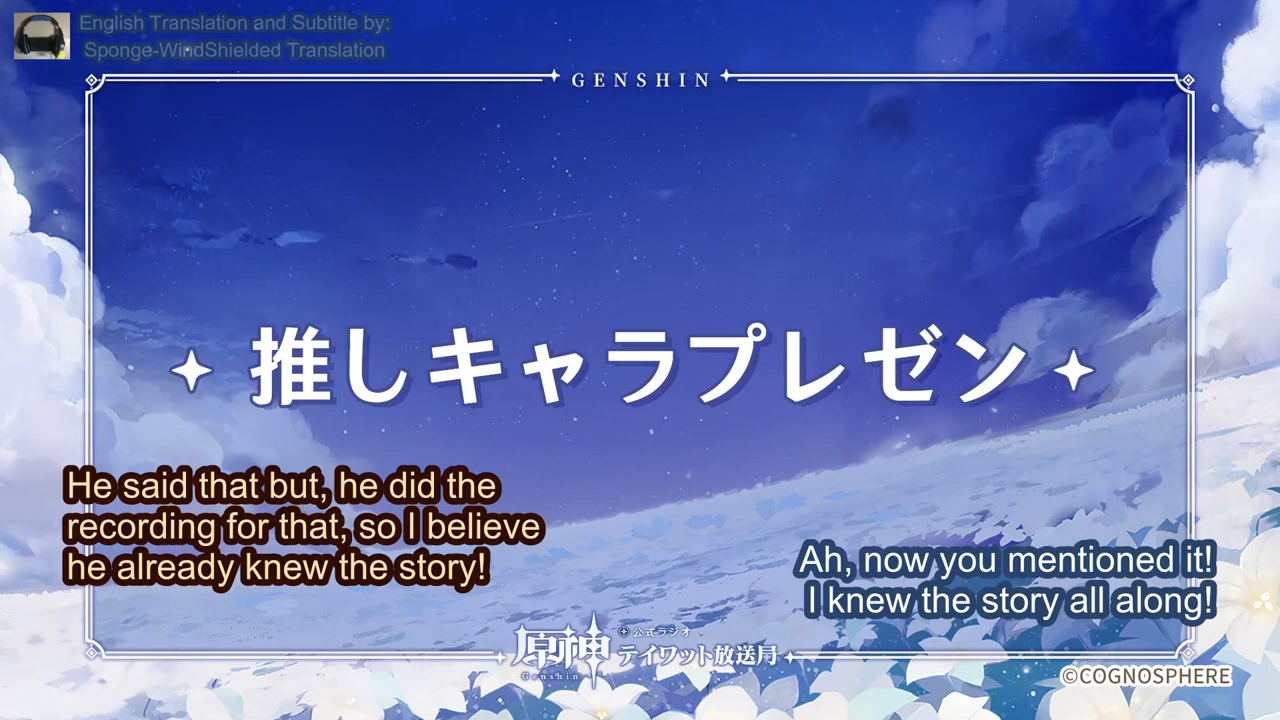 English Translation and Subtitle by:
Sponge-WindShielded Translation
GENSHIN
推しキャラプレゼン
He said that but, he did the
recording for that, so I believe
he already knew the story!
Ah, now you mentioned it!
I knew the story all along!
原神
Genshin
公式ラジオ
テイワット放送局
©COGNOSPHERE